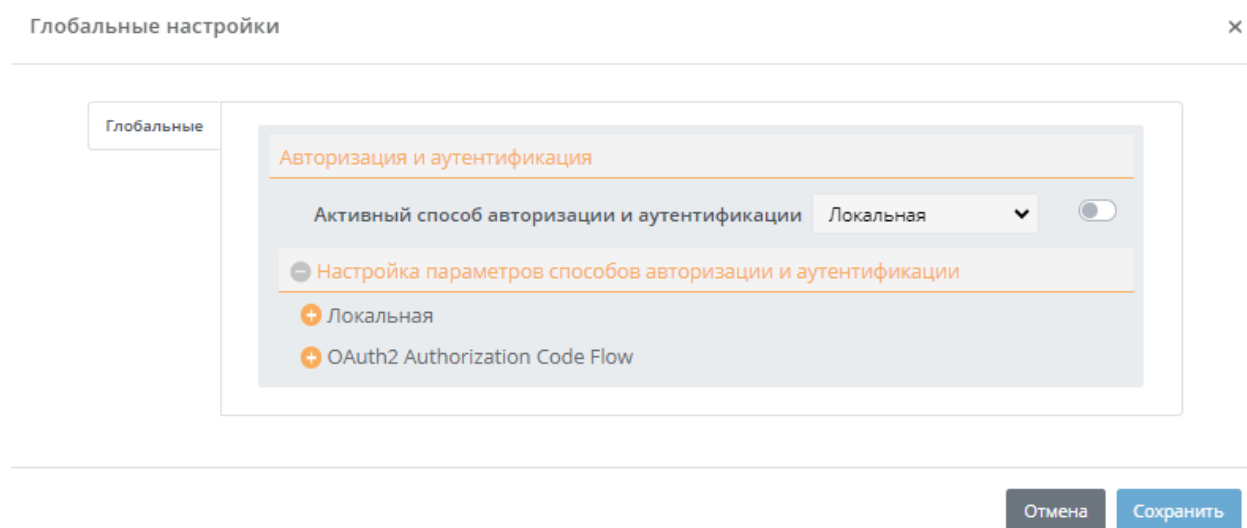 Глобальные настройки
Глобальные
Авторизация и аутентификация
Активный способ авторизации и аутентификации Локальная
Настройка параметров способов авторизации и аутентификации
Локальная
OAuth2 Authorization Code Flow
Отмена Сохранить